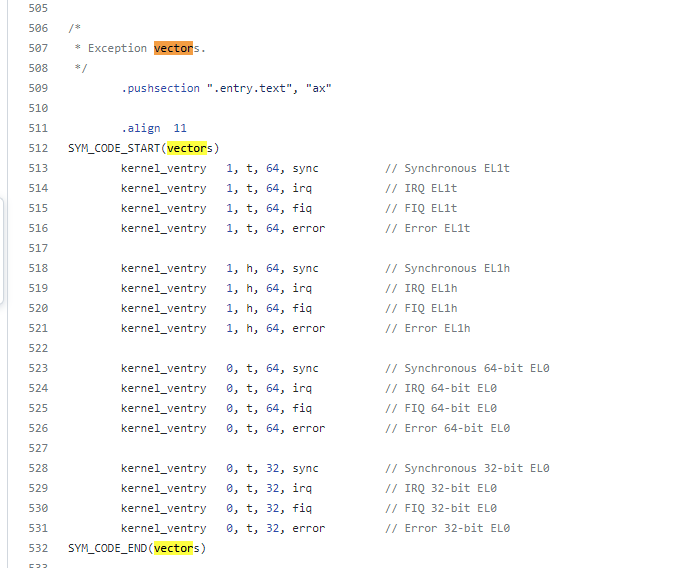 505
506 /*
507  * Exception vectors.
508  */
509         .pushsection ".entry.text", "ax"
510
511         .align  11
512 SYM_CODE_START(vectors)
513         kernel_ventry   1, t, 64, sync          // Synchronous EL1t
514         kernel_ventry   1, t, 64, irq           // IRQ EL1t
515         kernel_ventry   1, t, 64, fiq           // FIQ EL1t
516         kernel_ventry   1, t, 64, error         // Error EL1t
517
518         kernel_ventry   1, h, 64, sync          // Synchronous EL1h
519         kernel_ventry   1, h, 64, irq           // IRQ EL1h
520         kernel_ventry   1, h, 64, fiq           // FIQ EL1h
521         kernel_ventry   1, h, 64, error         // Error EL1h
522
523         kernel_ventry   0, t, 64, sync          // Synchronous 64-bit EL0
524         kernel_ventry   0, t, 64, irq           // IRQ 64-bit EL0
525         kernel_ventry   0, t, 64, fiq           // FIQ 64-bit EL0
526         kernel_ventry   0, t, 64, error         // Error 64-bit EL0
527
528         kernel_ventry   0, t, 32, sync          // Synchronous 32-bit EL0
529         kernel_ventry   0, t, 32, irq           // IRQ 32-bit EL0
530         kernel_ventry   0, t, 32, fiq           // FIQ 32-bit EL0
531         kernel_ventry   0, t, 32, error         // Error 32-bit EL0
532 SYM_CODE_END(vectors)